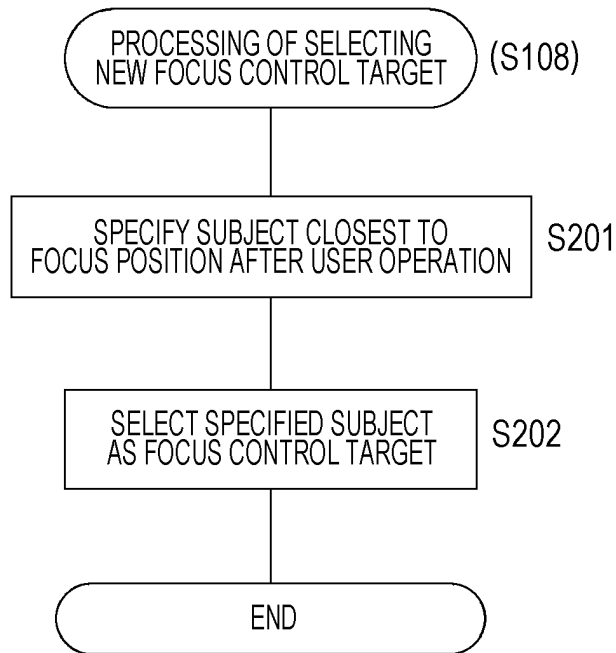 PROCESSING OF SELECTING
NEW FOCUS CONTROL TARGET
(S108)
SPECIFY SUBJECT CLOSEST TO
FOCUS POSITION AFTER USER OPERATION
S201
SELECT SPECIFIED SUBJECT
AS FOCUS CONTROL TARGET
S202
END